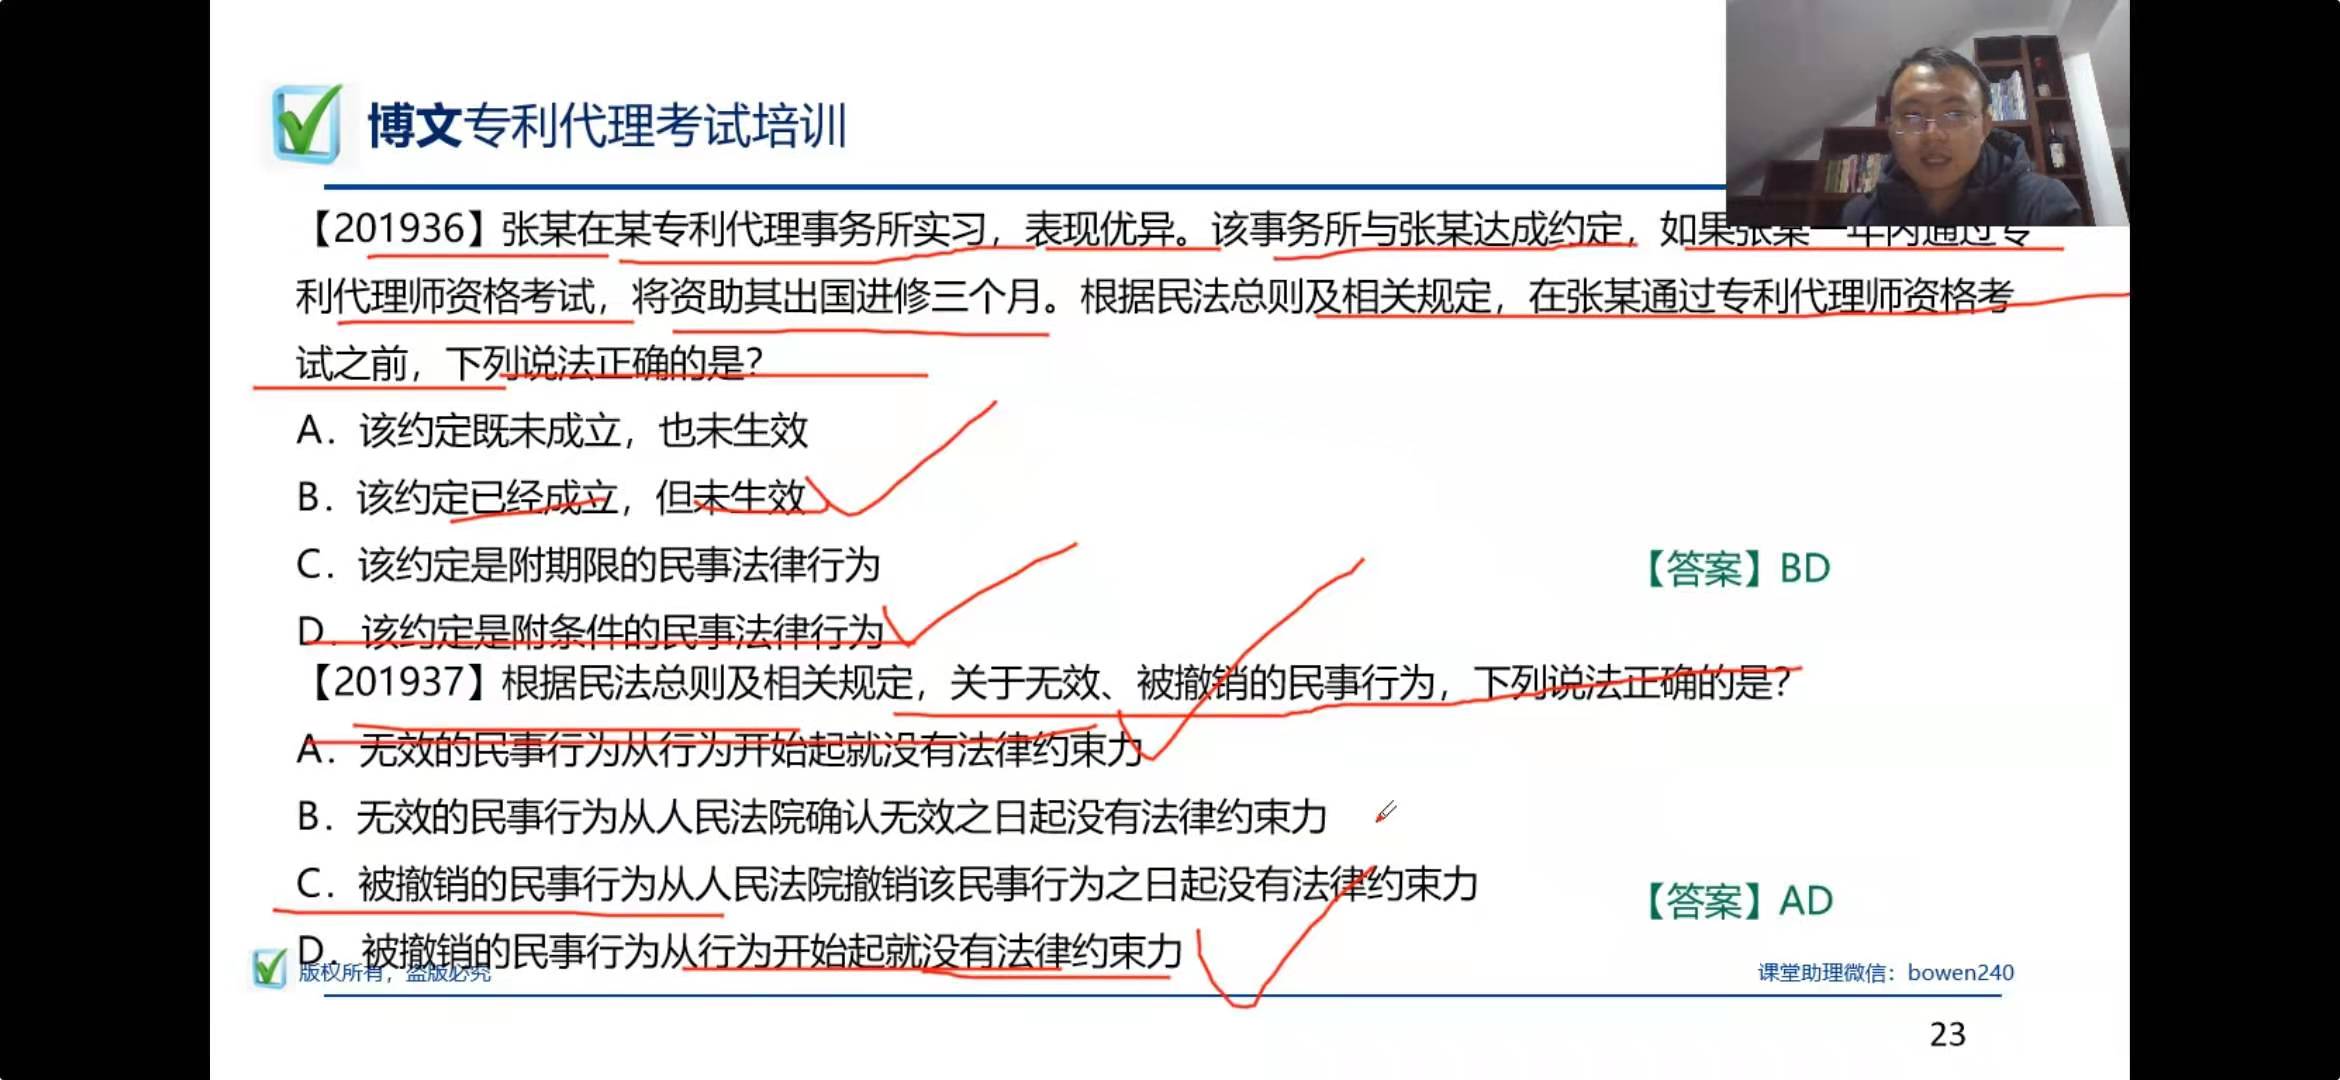 博文专利代理考试培训
【201936】张某在某专利代理事务所实习，表现优异。该事务所与张某达成约定，如果张某一年内通过专
利代理师资格考试，将资助其出国进修三个月。根据民法总则及相关规定，在张某通过专利代理师资格考
试之前，下列说法正确的是？
A．该约定既未成立，也未生效
B．该约定已经成立，但未生效
C．该约定是附期限的民事法律行为
【答案】BD
D．该约定是附条件的民事法律行为
【201937】根据民法总则及相关规定，关于无效、被撤销的民事行为，下列说法正确的是？
A．无效的民事行为从行为开始起就没有法律约束力
B．无效的民事行为从人民法院确认无效之日起没有法律约束力
C．被撤销的民事行为从人民法院撤销该民事行为之日起没有法律约束力
【答案】AD
D．被撤销的民事行为从行为开始起就没有法律约束力
版权所有，盗版必究
课堂助理微信：bowen240
23